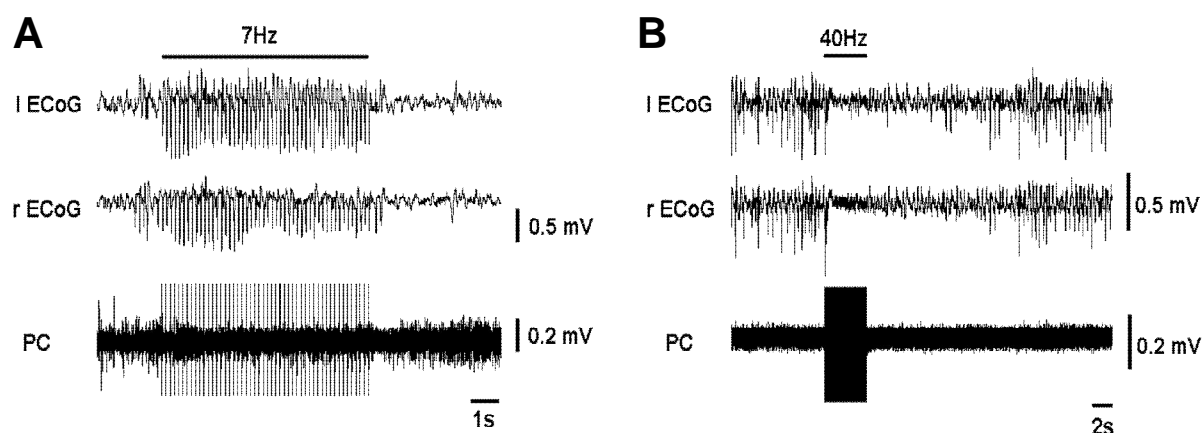 A
7Hz
l ECoG
r ECoG
0.5 mV
PC
0.2 mV
1s
B
40Hz
l ECoG
r ECoG
0.5 mV
PC
0.2 mV
2s